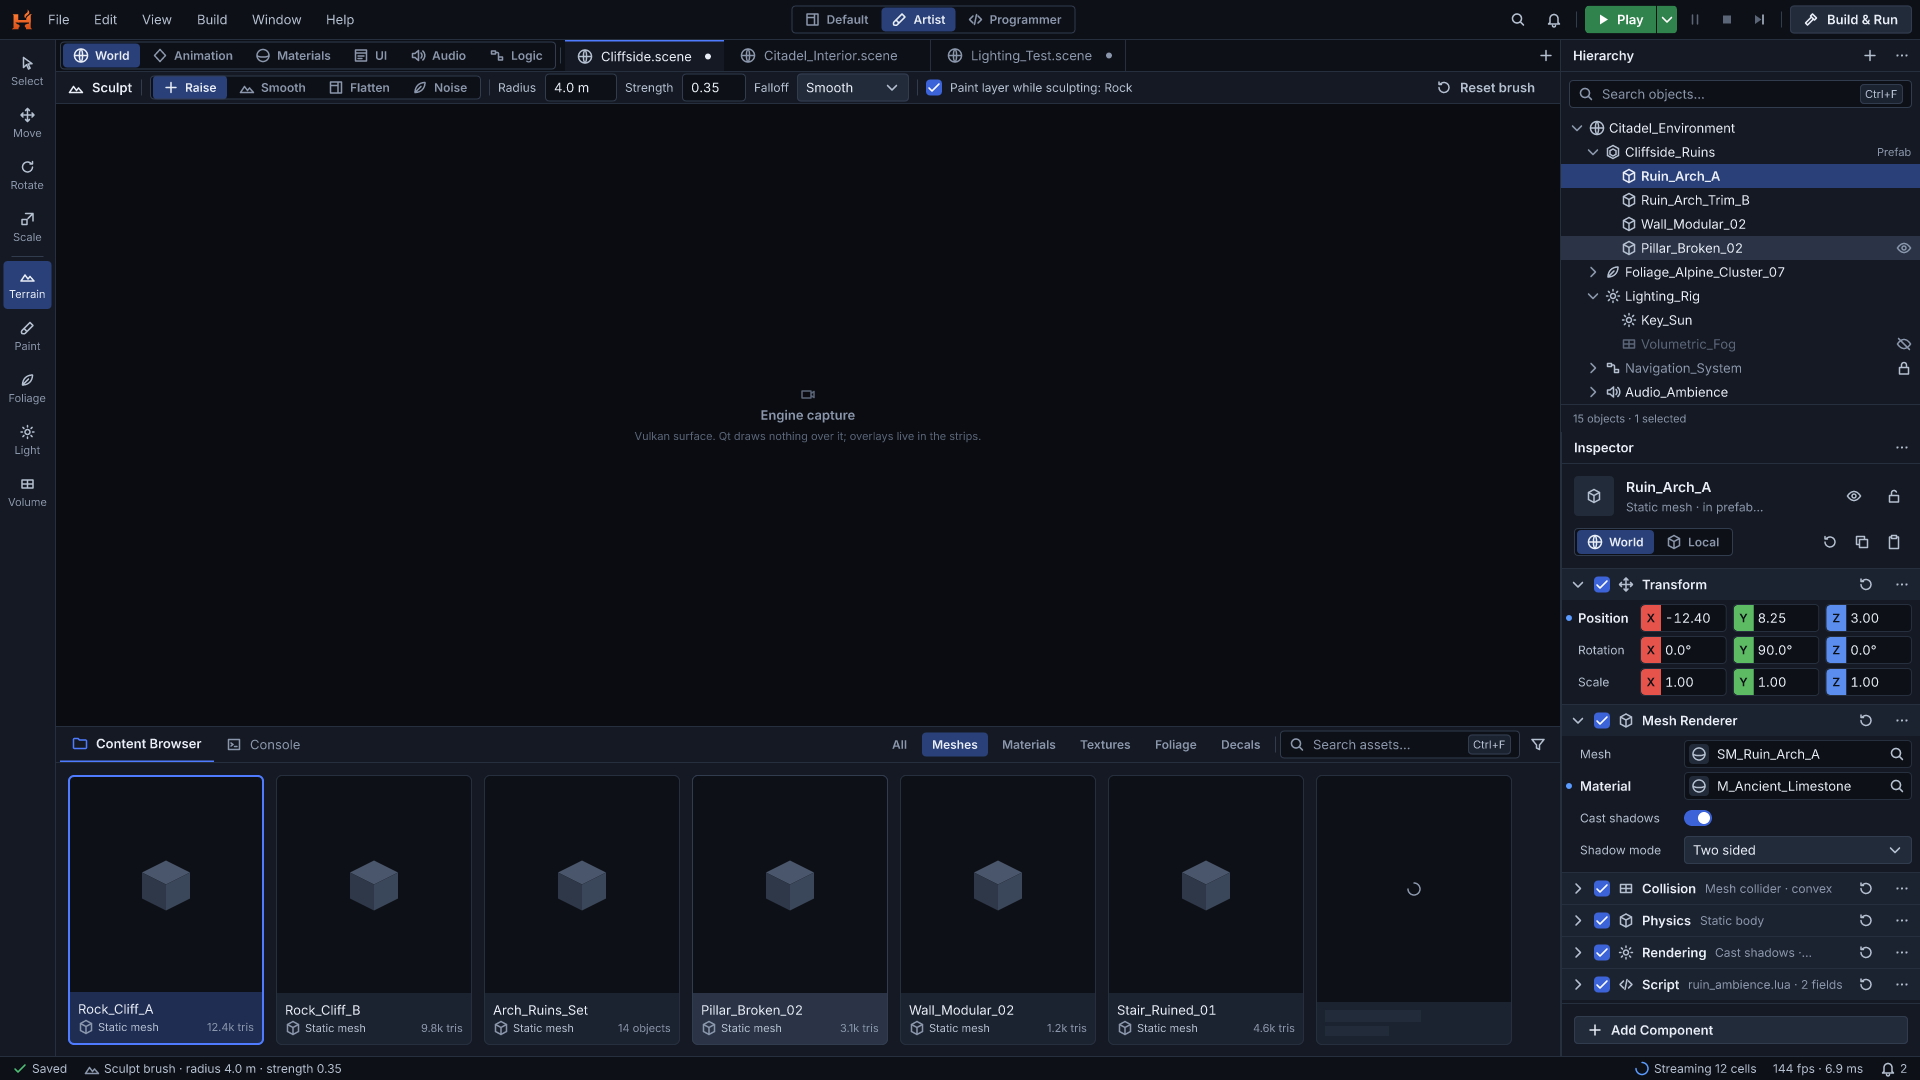 File Edit View Build Window Help
Default Artist Programmer
Play Build & Run
World Animation Materials UI Audio Logic
Cliffside.scene Citadel_Interior.scene Lighting_Test.scene
Sculpt Raise Smooth Flatten Noise Radius 4.0 m Strength 0.35 Falloff Smooth Paint layer while sculpting: Rock Reset brush
Select
Move
Rotate
Scale
Terrain
Paint
Foliage
Light
Volume
Engine capture
Vulkan surface. Qt draws nothing over it; overlays live in the strips.
Hierarchy
Search objects... Ctrl+F
Citadel_Environment
Cliffside_Ruins Prefab
Ruin_Arch_A
Ruin_Arch_Trim_B
Wall_Modular_02
Pillar_Broken_02
Foliage_Alpine_Cluster_07
Lighting_Rig
Key_Sun
Volumetric_Fog
Navigation_System
Audio_Ambience
15 objects · 1 selected
Inspector
Ruin_Arch_A
Static mesh · in prefab...
World Local
Transform
Position X -12.40 Y 8.25 Z 3.00
Rotation X 0.0° Y 90.0° Z 0.0°
Scale X 1.00 Y 1.00 Z 1.00
Mesh Renderer
Mesh SM_Ruin_Arch_A
Material M_Ancient_Limestone
Cast shadows
Shadow mode Two sided
Collision Mesh collider · convex
Physics Static body
Rendering Cast shadows ·...
Script ruin_ambience.lua · 2 fields
Add Component
Content Browser Console
All Meshes Materials Textures Foliage Decals Search assets... Ctrl+F
Rock_Cliff_A
Static mesh 12.4k tris
Rock_Cliff_B
Static mesh 9.8k tris
Arch_Ruins_Set
Static mesh 14 objects
Pillar_Broken_02
Static mesh 3.1k tris
Wall_Modular_02
Static mesh 1.2k tris
Stair_Ruined_01
Static mesh 4.6k tris
Saved Sculpt brush · radius 4.0 m · strength 0.35
Streaming 12 cells 144 fps · 6.9 ms 2